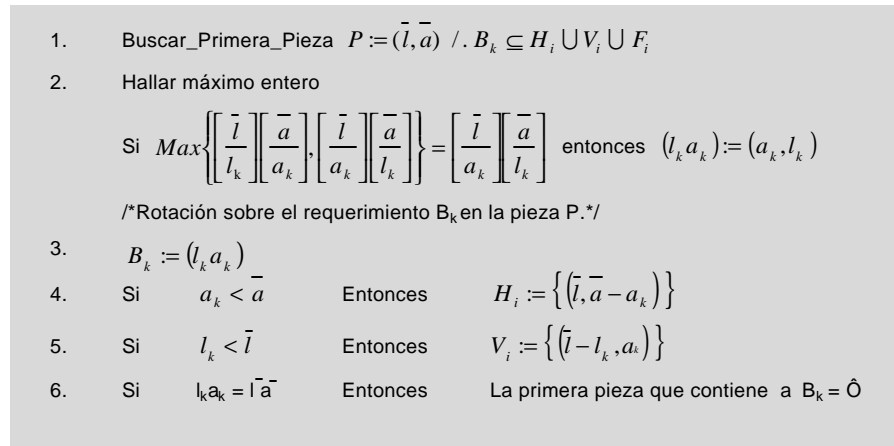 1. Buscar_Primera_Pieza P := (l̄, ā) /. B_k ⊆ H_i ⋃ V_i ⋃ F_i
2. Hallar máximo entero
Si Max{[l̄/l_k][ā/a_k], [l̄/a_k][ā/l_k]} = [l̄/a_k][ā/l_k] entonces (l_k a_k) := (a_k, l_k)
/*Rotación sobre el requerimiento B_k en la pieza P.*/
3. B_k := (l_k a_k)
4. Si a_k < ā Entonces H_i := {(l̄, ā − a_k)}
5. Si l_k < l̄ Entonces V_i := {(l̄ − l_k, a_k)}
6. Si l_k a_k = l̄ ā Entonces La primera pieza que contiene a B_k = Ô